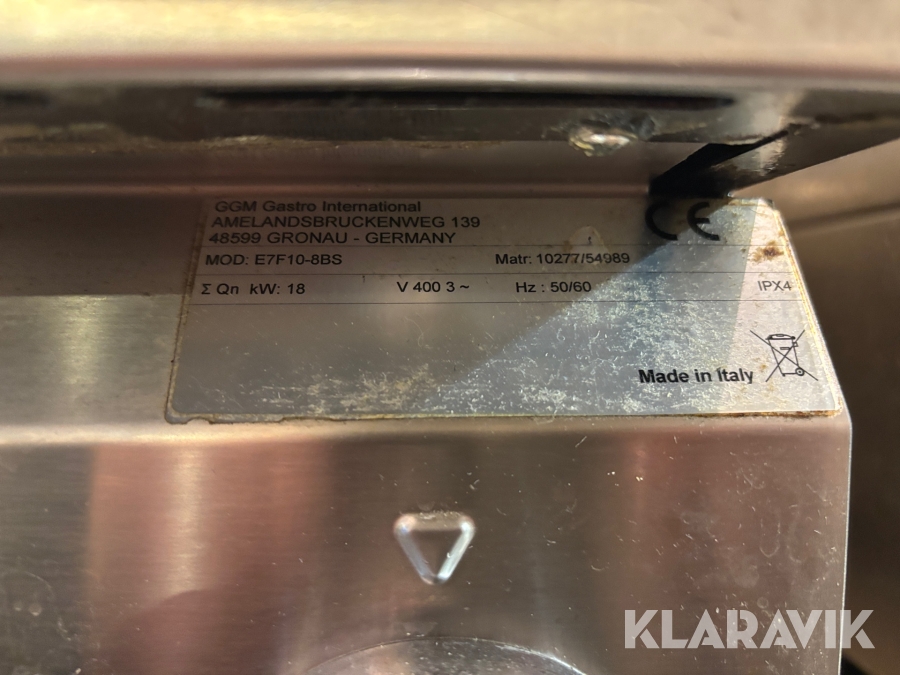 GGM Gastro International
AMELANDSBRUCKENWEG 139
48599 GRONAU - GERMANY
CE
MOD: E7F10-8BS Matr: 10277/54989
Σ Qn kW: 18 V 400 3 ~ Hz : 50/60 IPX4
Made in Italy
KLARAVIK